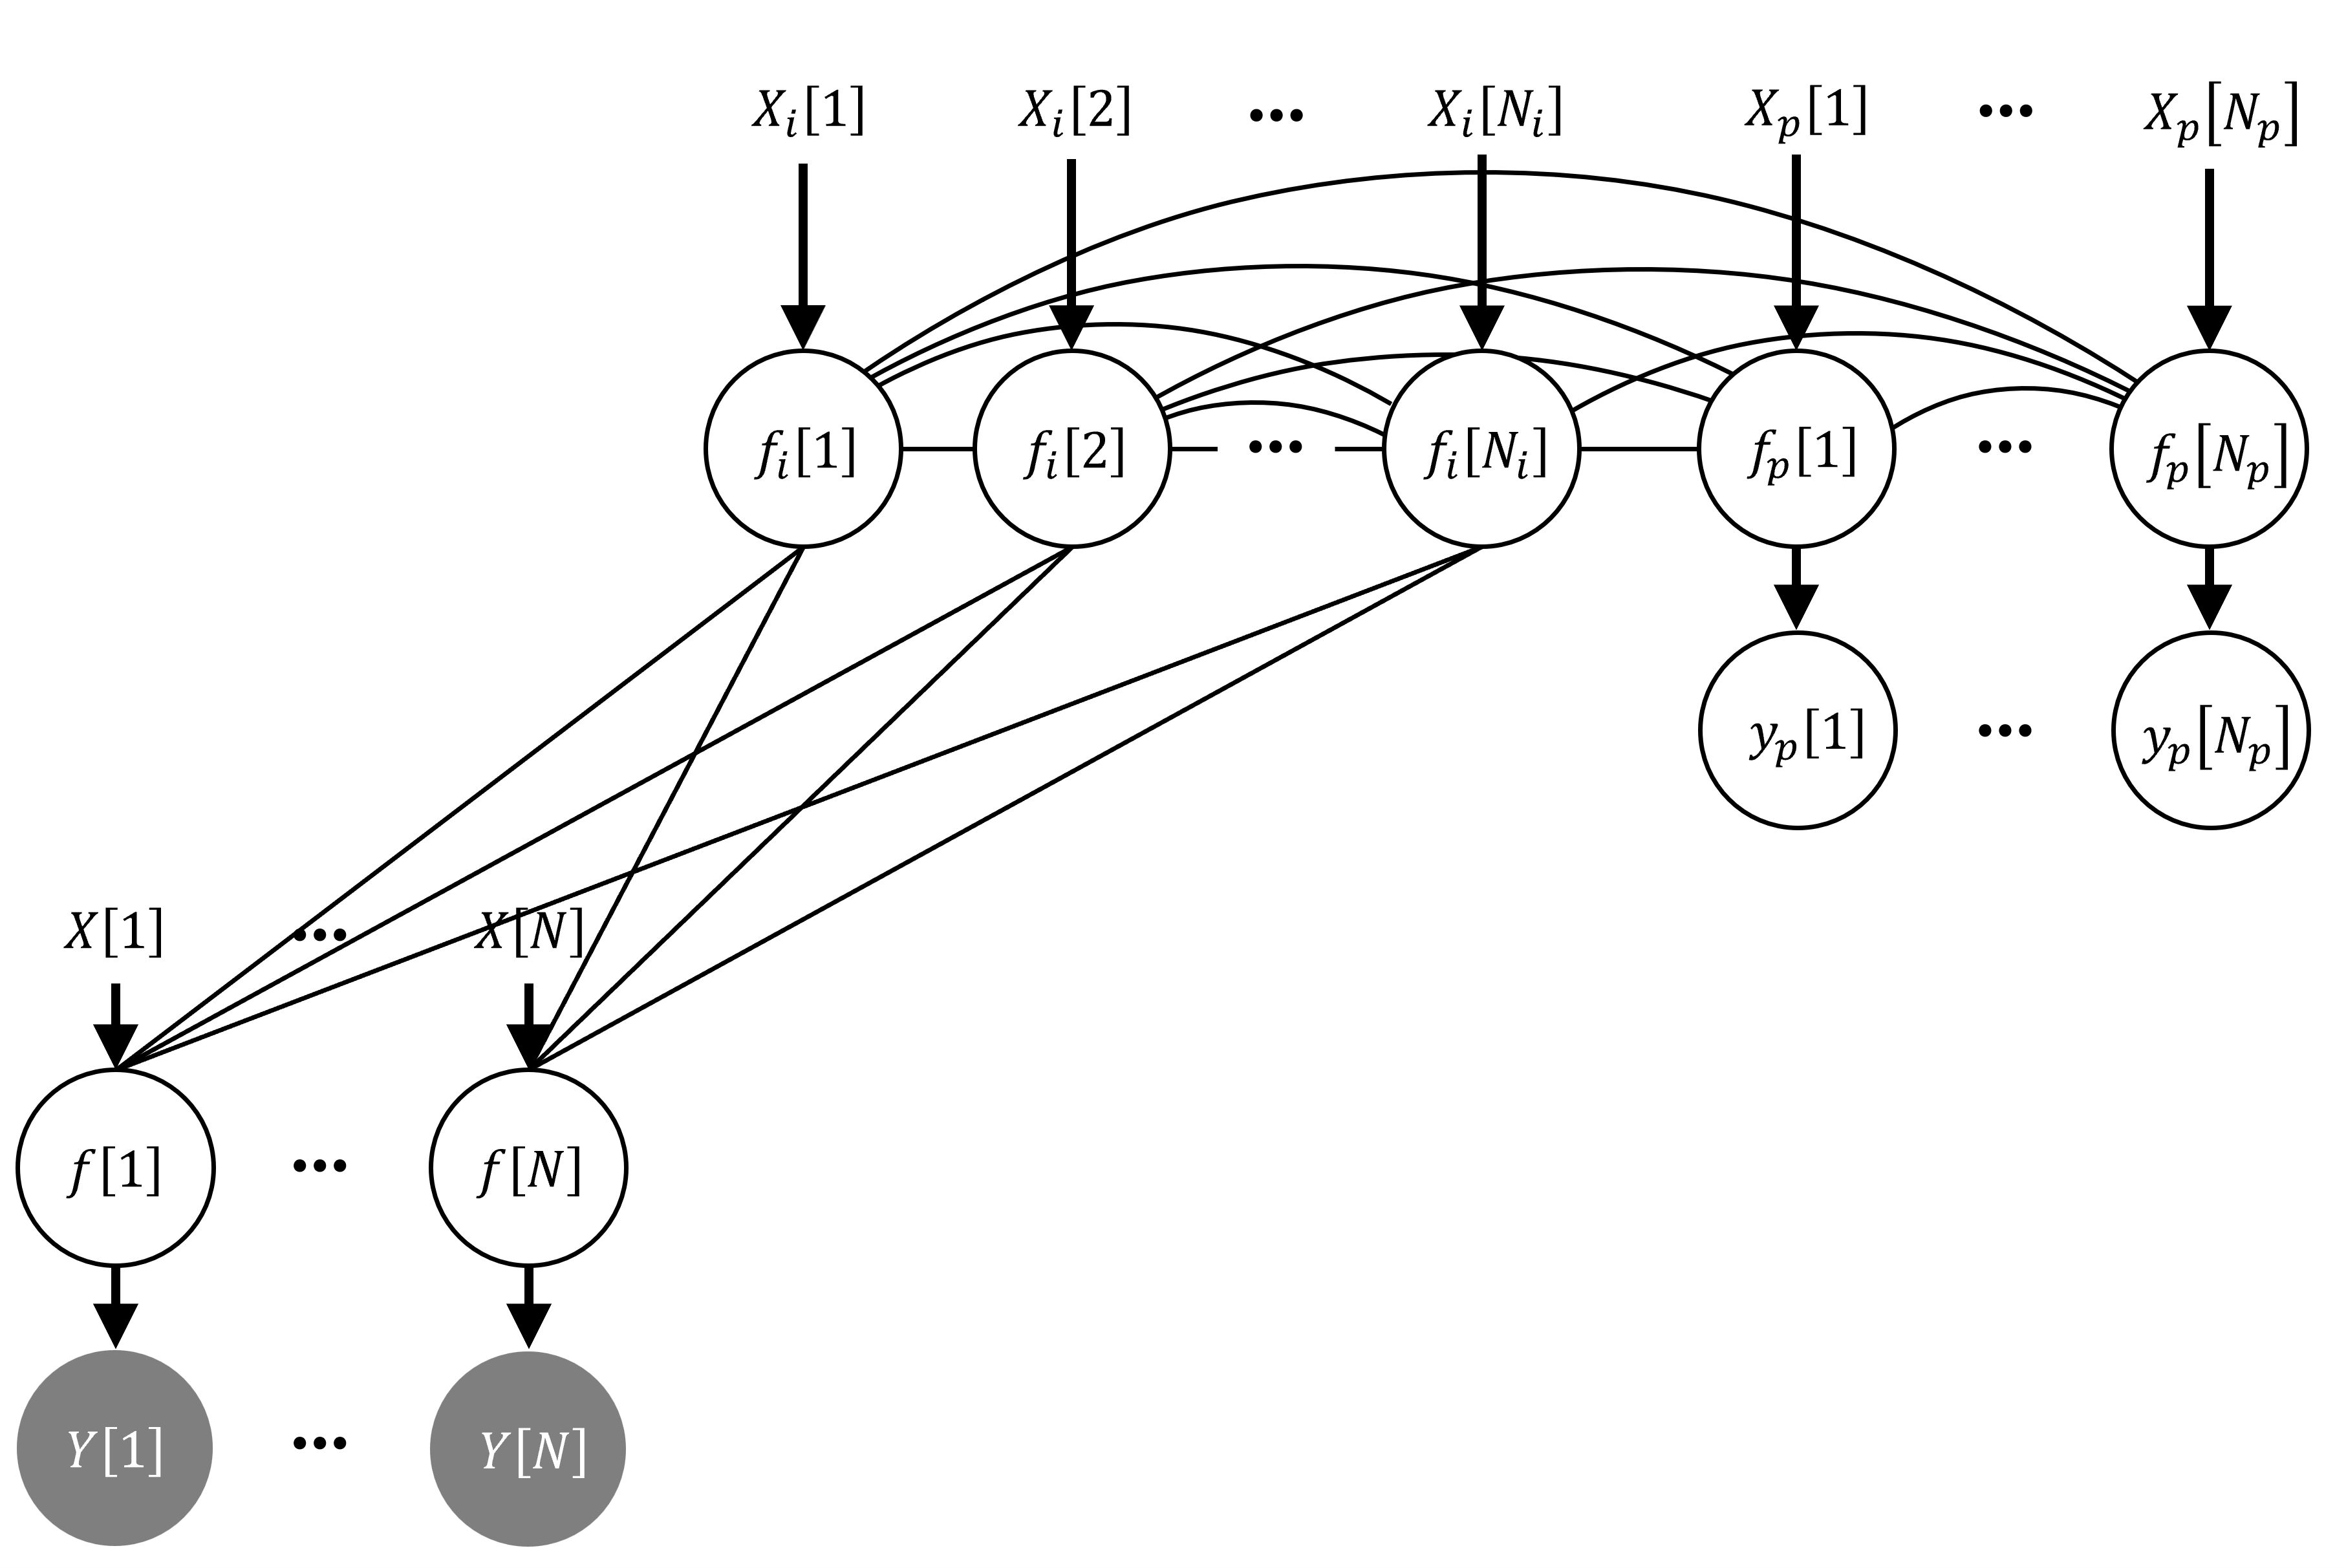 X_i[1] X_i[2] ••• X_i[N_i] X_p[1] ••• X_p[N_p]
f_i[1] f_i[2] ••• f_i[N_i] f_p[1] ••• f_p[N_p]
y_p[1] ••• y_p[N_p]
X[1] ••• X[N]
f[1] ••• f[N]
Y[1] ••• Y[N]